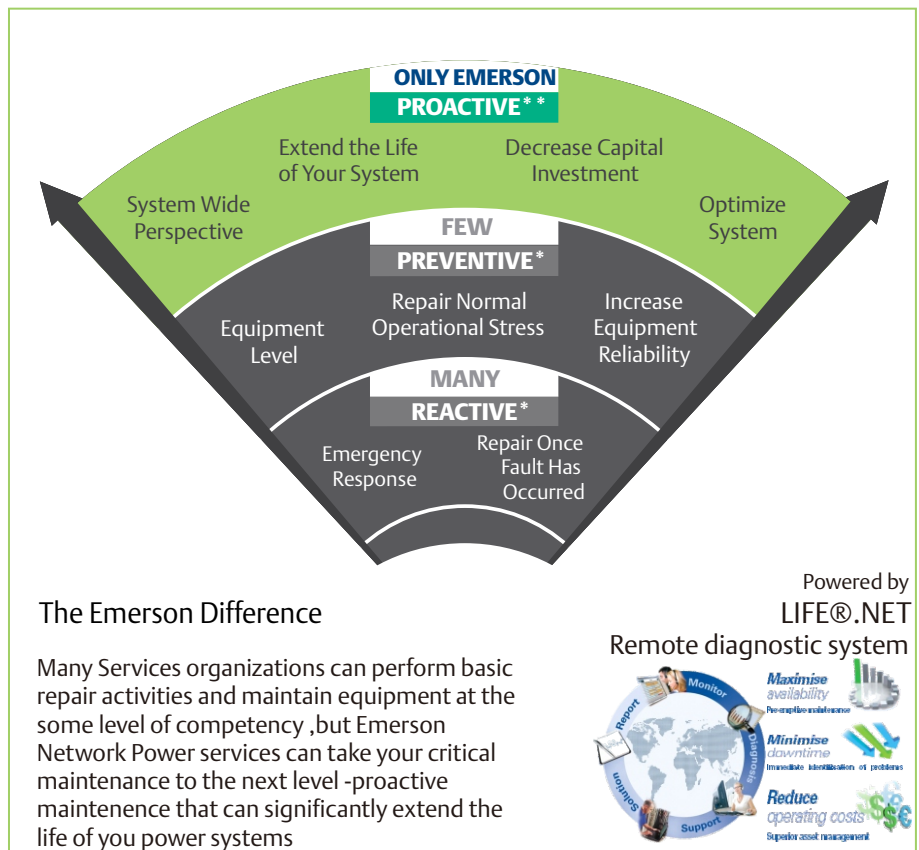 ONLY EMERSON
PROACTIVE**
Extend the Life
of Your System
Decrease Capital
Investment
System Wide
Perspective
Optimize
System
FEW
PREVENTIVE*
Equipment
Level
Repair Normal
Operational Stress
Increase
Equipment
Reliability
MANY
REACTIVE*
Emergency
Response
Repair Once
Fault Has
Occurred
The Emerson Difference
Many Services organizations can perform basic
repair activities and maintain equipment at the
some level of competency ,but Emerson
Network Power services can take your critical
maintenance to the next level -proactive
maintenence that can significantly extend the
life of you power systems
Powered by
LIFE®.NET
Remote diagnostic system
Monitor
Diagnosis
Support
Solution
Report
Maximise
availability
Pre-emptive maintenance
Minimise
downtime
Immediate identification of problems
Reduce
operating costs
Superior asset management